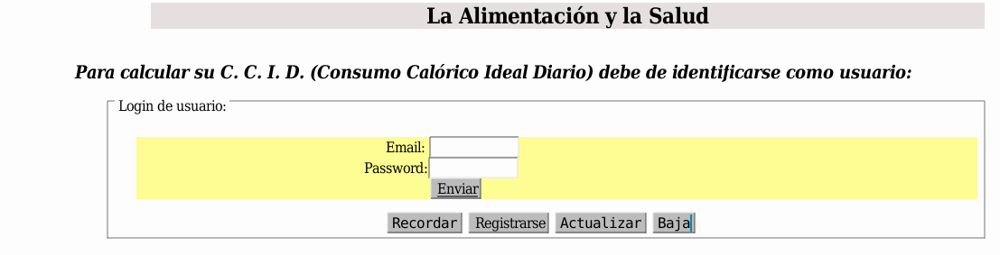 La Alimentación y la Salud
Para calcular su C. C. I. D. (Consumo Calórico Ideal Diario) debe de identificarse como usuario:
Login de usuario:
Email:
Password:
Enviar
Recordar Registrarse Actualizar Baja